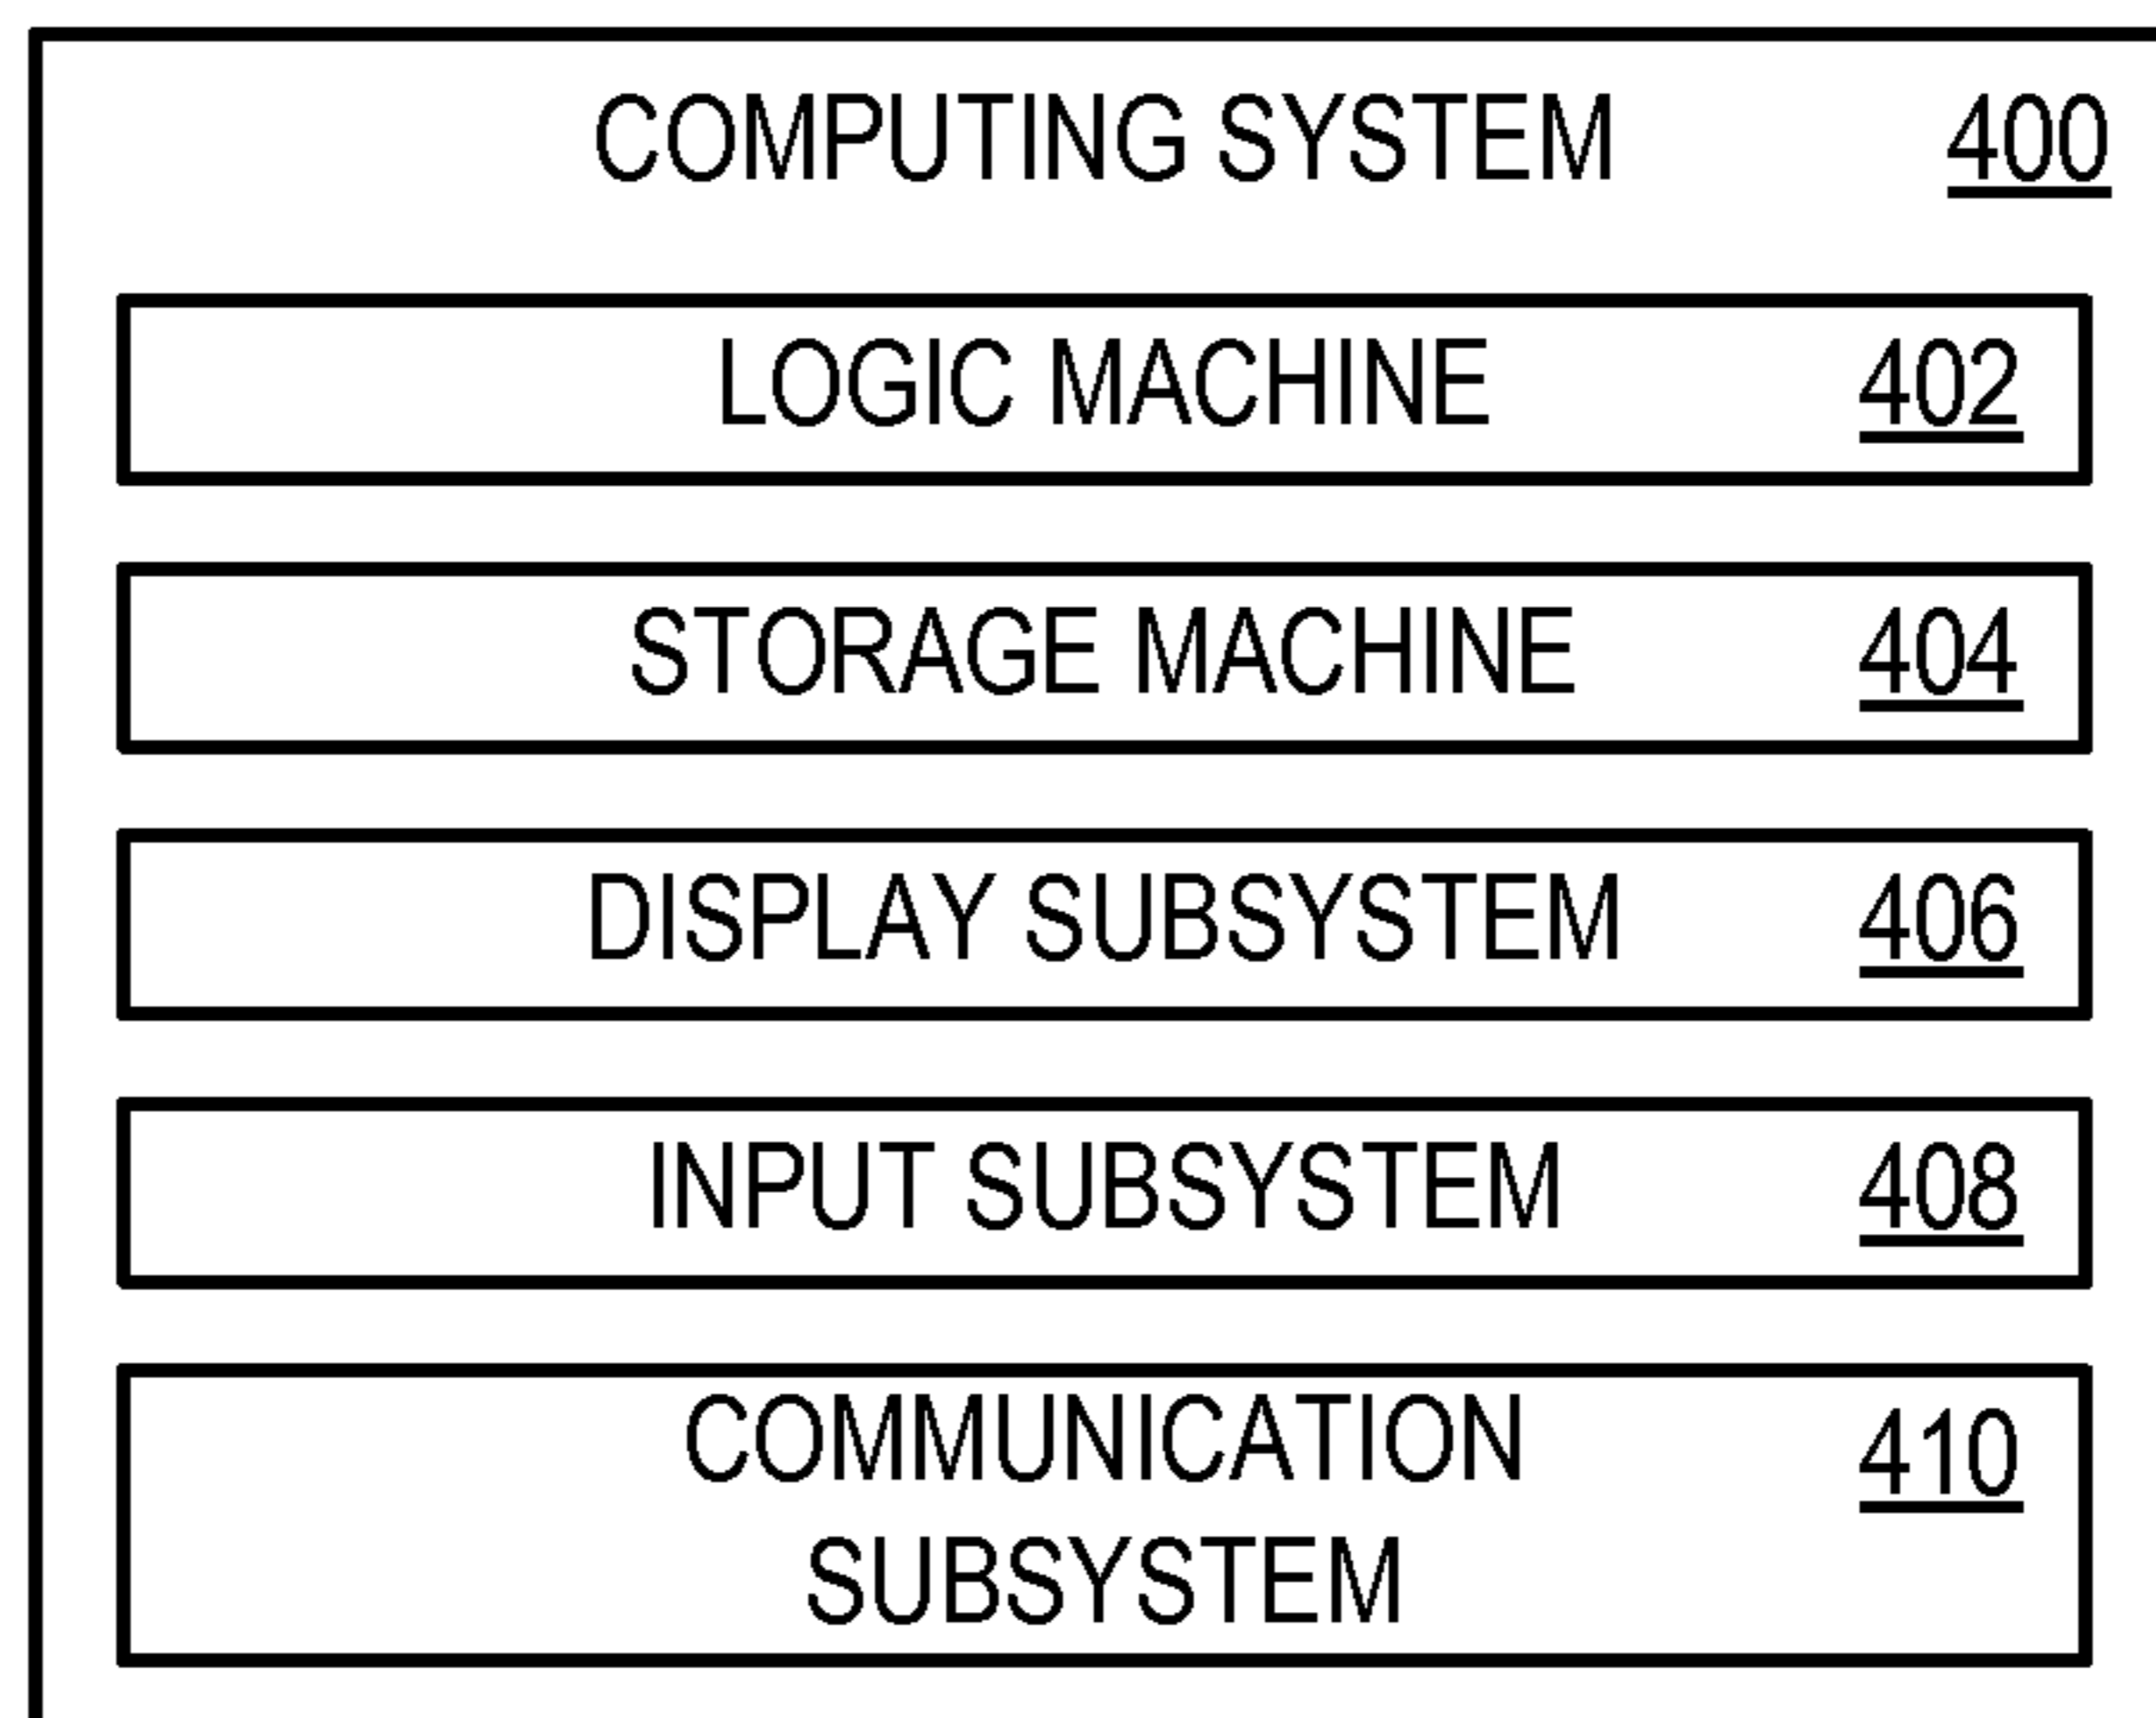 COMPUTING SYSTEM 400
LOGIC MACHINE 402
STORAGE MACHINE 404
DISPLAY SUBSYSTEM 406
INPUT SUBSYSTEM 408
COMMUNICATION 410
SUBSYSTEM